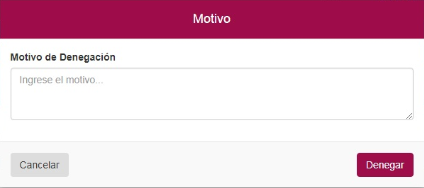 Motivo
Motivo de Denegación
Ingrese el motivo...
Cancelar
Denegar